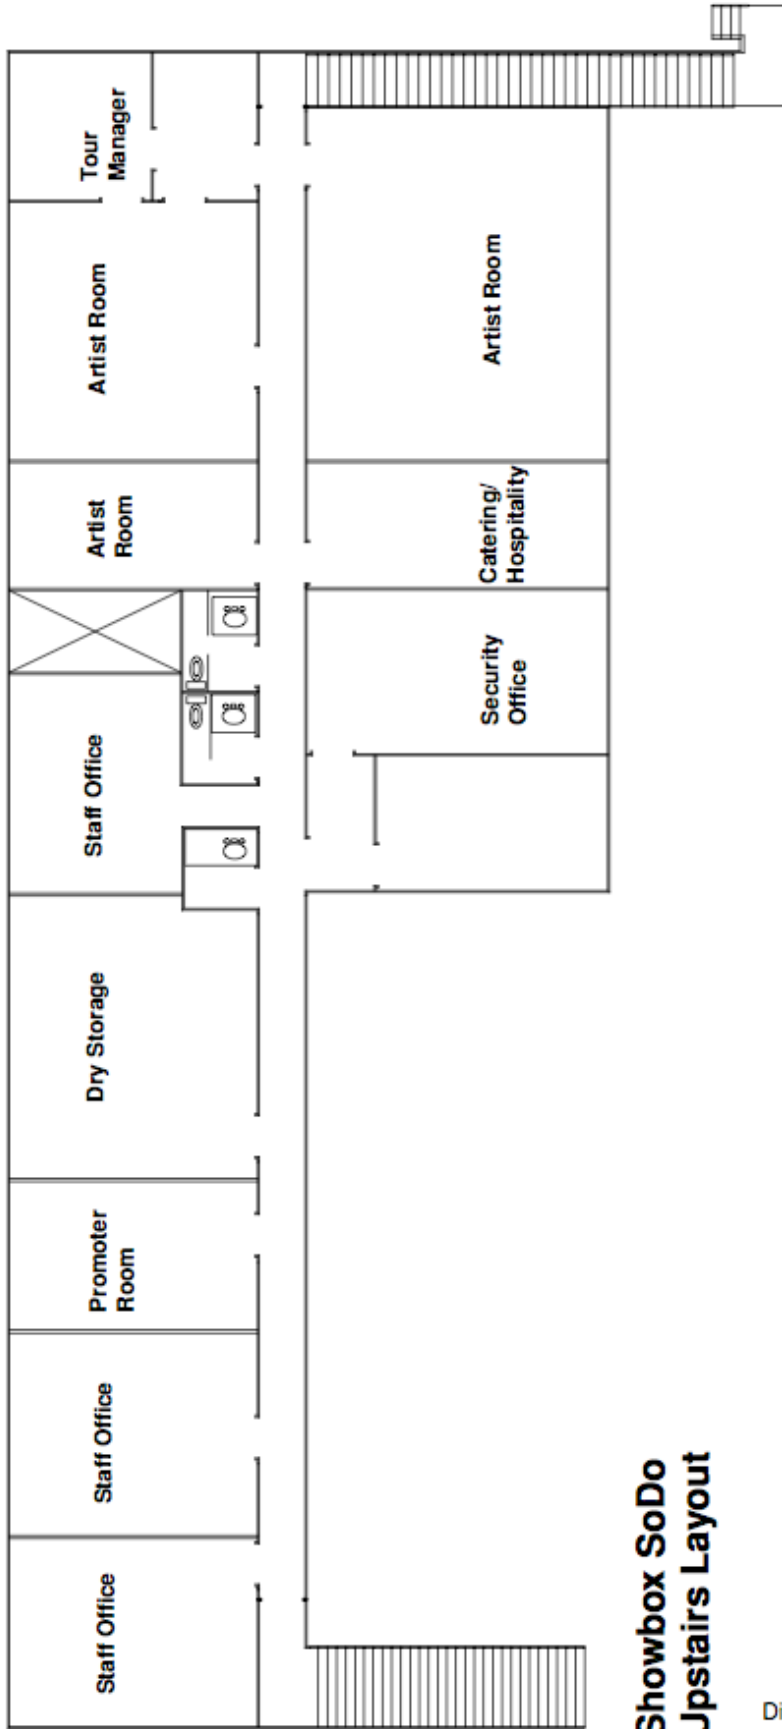 Tour
Manager
Artist Room
Artist Room
Artist
Room
Catering/
Hospitality
Security
Office
Staff Office
Dry Storage
Promoter
Room
Staff Office
Staff Office
Showbox SoDo
Upstairs Layout
Di